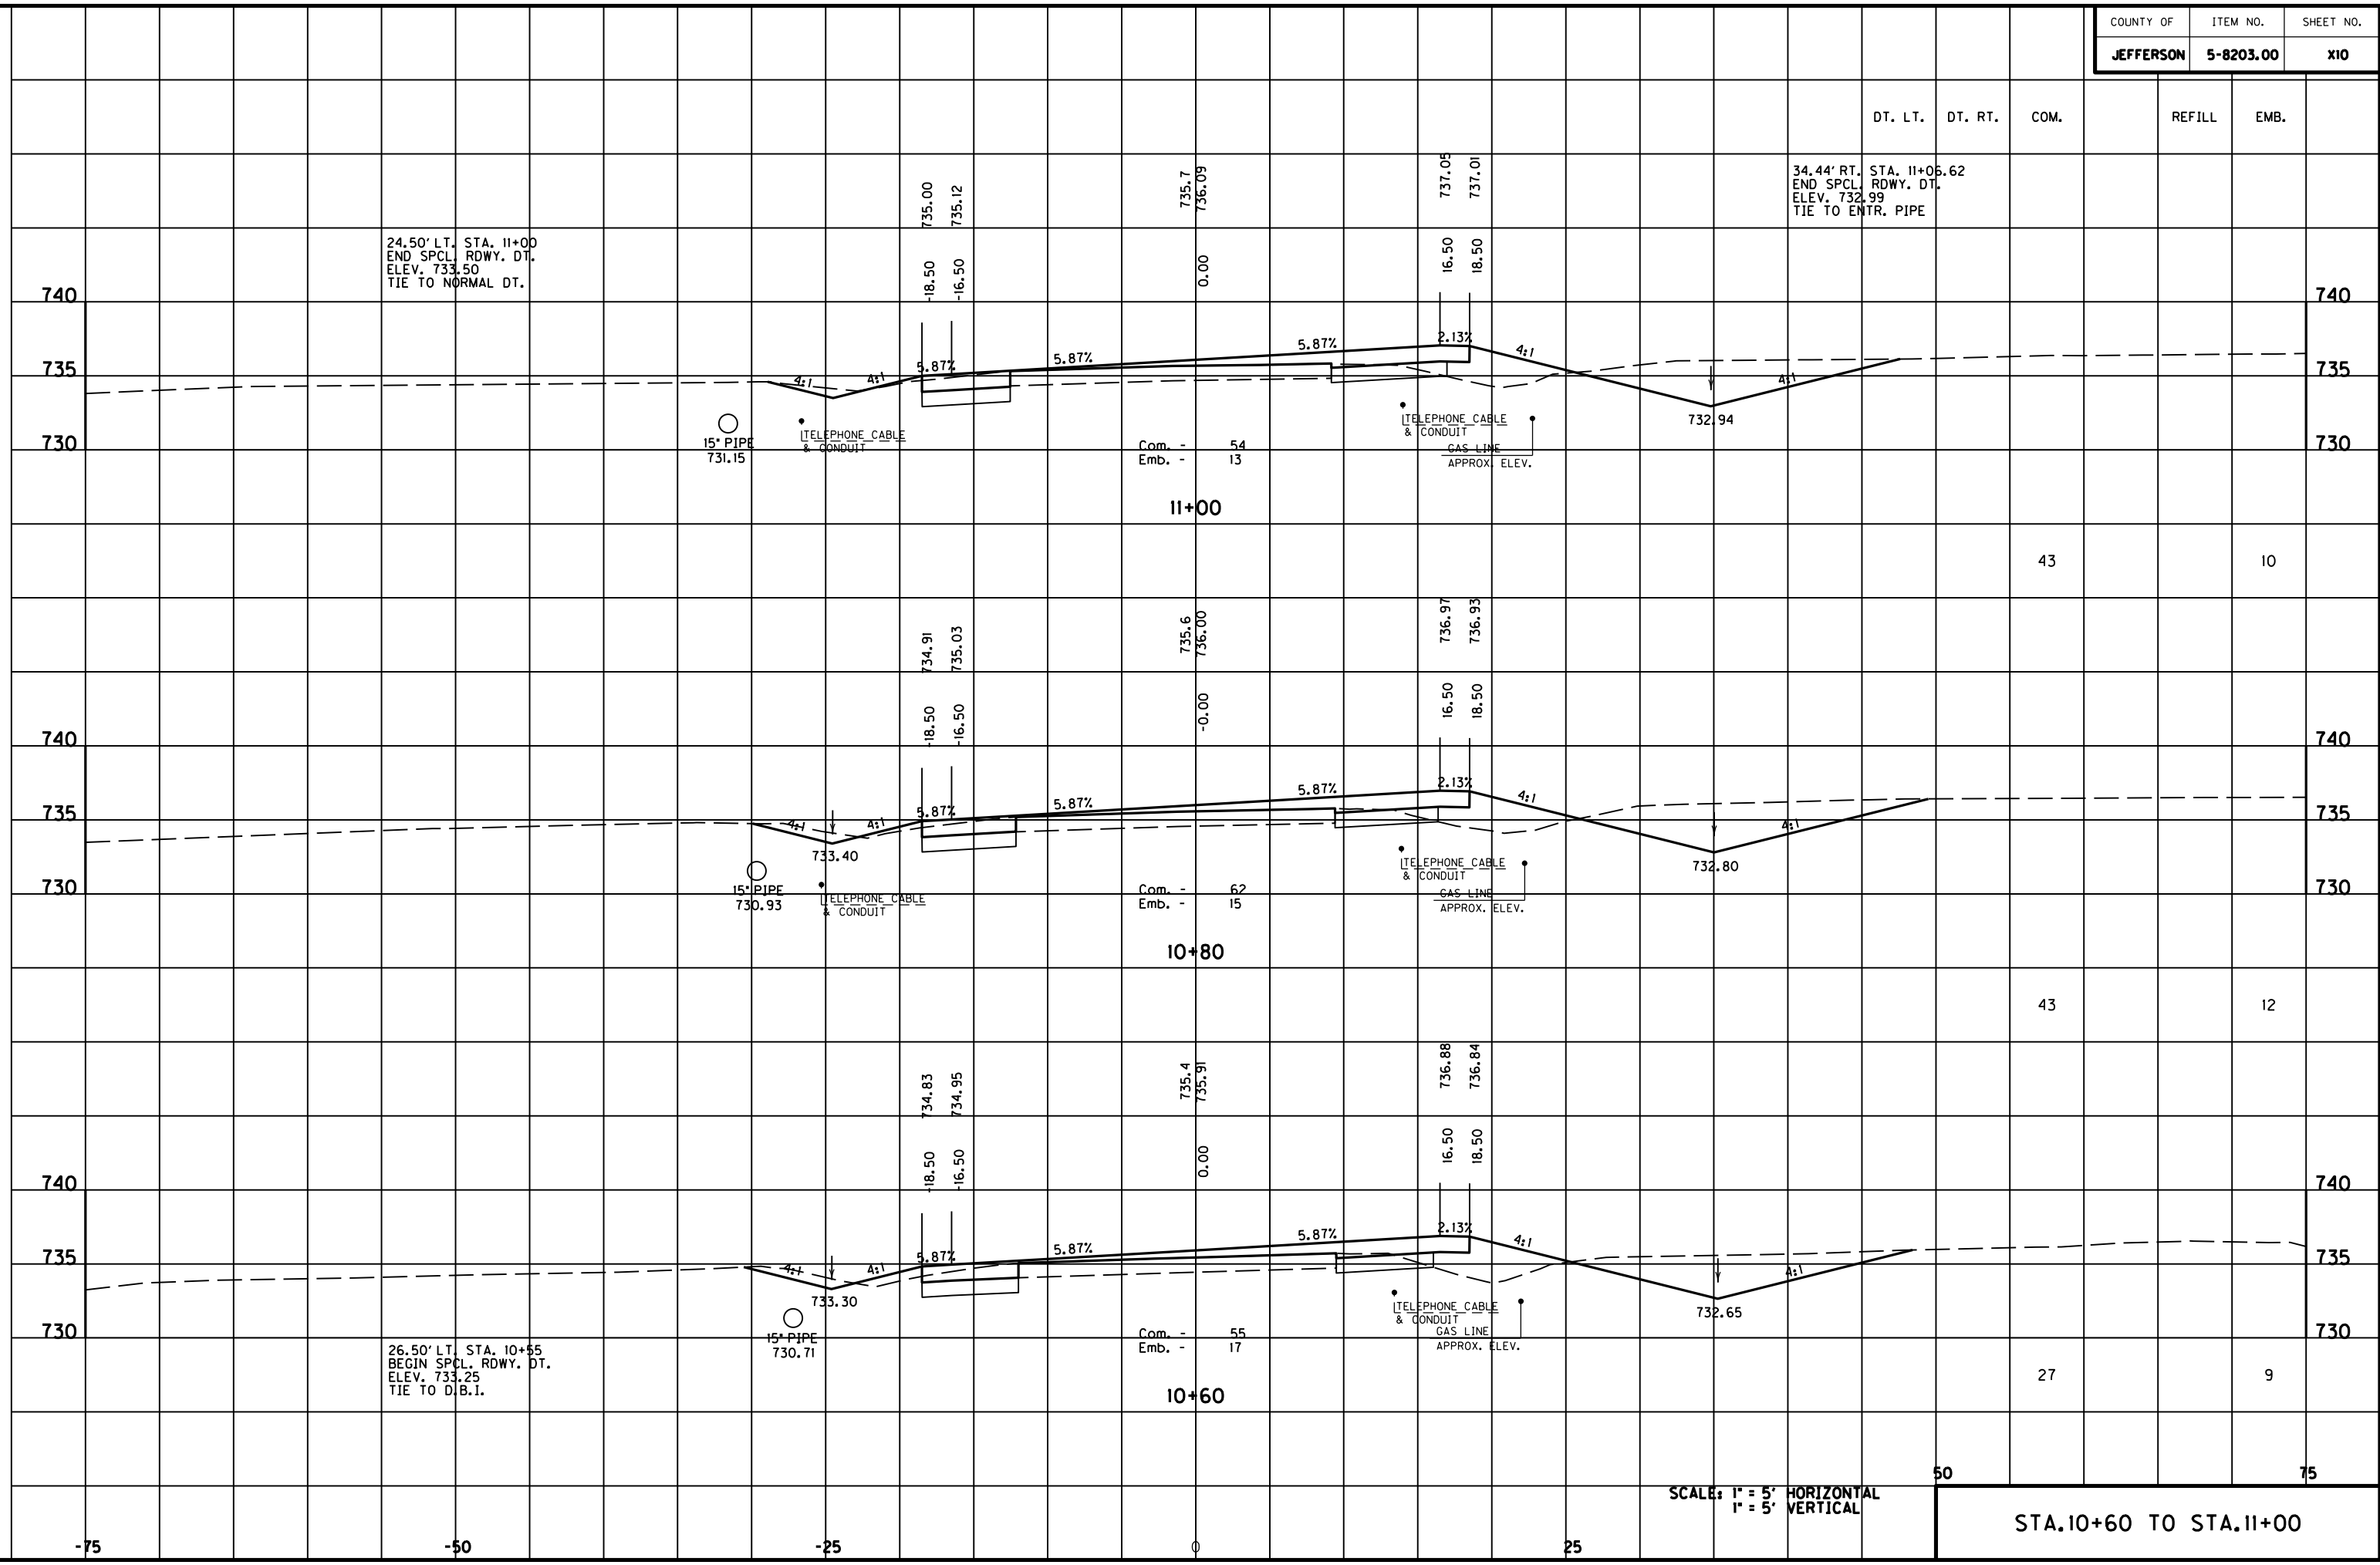 COUNTY OF ITEM NO. SHEET NO.
JEFFERSON 5-8203.00 X10
DT. LT. DT. RT. COM. REFILL EMB.
34.44' RT. STA. 11+06.62
END SPCL. RDWY. DT.
ELEV. 732.99
TIE TO ENTR. PIPE
24.50' LT. STA. 11+00
END SPCL. RDWY. DT.
ELEV. 733.50
TIE TO NORMAL DT.
735.00 735.12 735.7 736.09 737.05 737.01
-18.50 -16.50 0.00 16.50 18.50
740 740
735 735
730 730
4:1 4:1 5.87% 5.87% 5.87% 2.13% 4:1 4:1
732.94
15" PIPE
731.15
TELEPHONE CABLE
& CONDUIT
Com. - 54
Emb. - 13
TELEPHONE CABLE
& CONDUIT
GAS LINE
APPROX. ELEV.
11+00
43 10
734.91 735.03 735.6 736.00 736.97 736.93
-18.50 -16.50 -0.00 16.50 18.50
740 740
735 735
730 730
4:1 4:1 5.87% 5.87% 5.87% 2.13% 4:1 4:1
733.40 732.80
15" PIPE
730.93
TELEPHONE CABLE
& CONDUIT
Com. - 62
Emb. - 15
TELEPHONE CABLE
& CONDUIT
GAS LINE
APPROX. ELEV.
10+80
43 12
734.83 734.95 735.4 735.91 736.88 736.84
-18.50 -16.50 0.00 16.50 18.50
740 740
735 735
730 730
4:1 4:1 5.87% 5.87% 5.87% 2.13% 4:1 4:1
733.30 732.65
15" PIPE
730.71
26.50' LT. STA. 10+55
BEGIN SPCL. RDWY. DT.
ELEV. 733.25
TIE TO D.B.I.
Com. - 55
Emb. - 17
TELEPHONE CABLE
& CONDUIT
GAS LINE
APPROX. ELEV.
10+60
27 9
50 75
SCALE: 1" = 5' HORIZONTAL
1" = 5' VERTICAL
STA.10+60 TO STA.11+00
-75 -50 -25 0 25